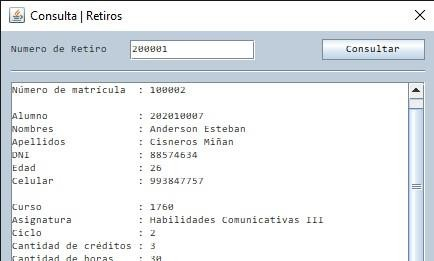 Consulta | Retiros
Numero de Retiro 200001 Consultar
Número de matrícula : 100002
Alumno : 202010007
Nombres : Anderson Esteban
Apellidos : Cisneros Miñan
DNI : 88574634
Edad : 26
Celular : 993847757
Curso : 1760
Asignatura : Habilidades Comunicativas III
Ciclo : 2
Cantidad de créditos : 3
Cantidad de horas : 30